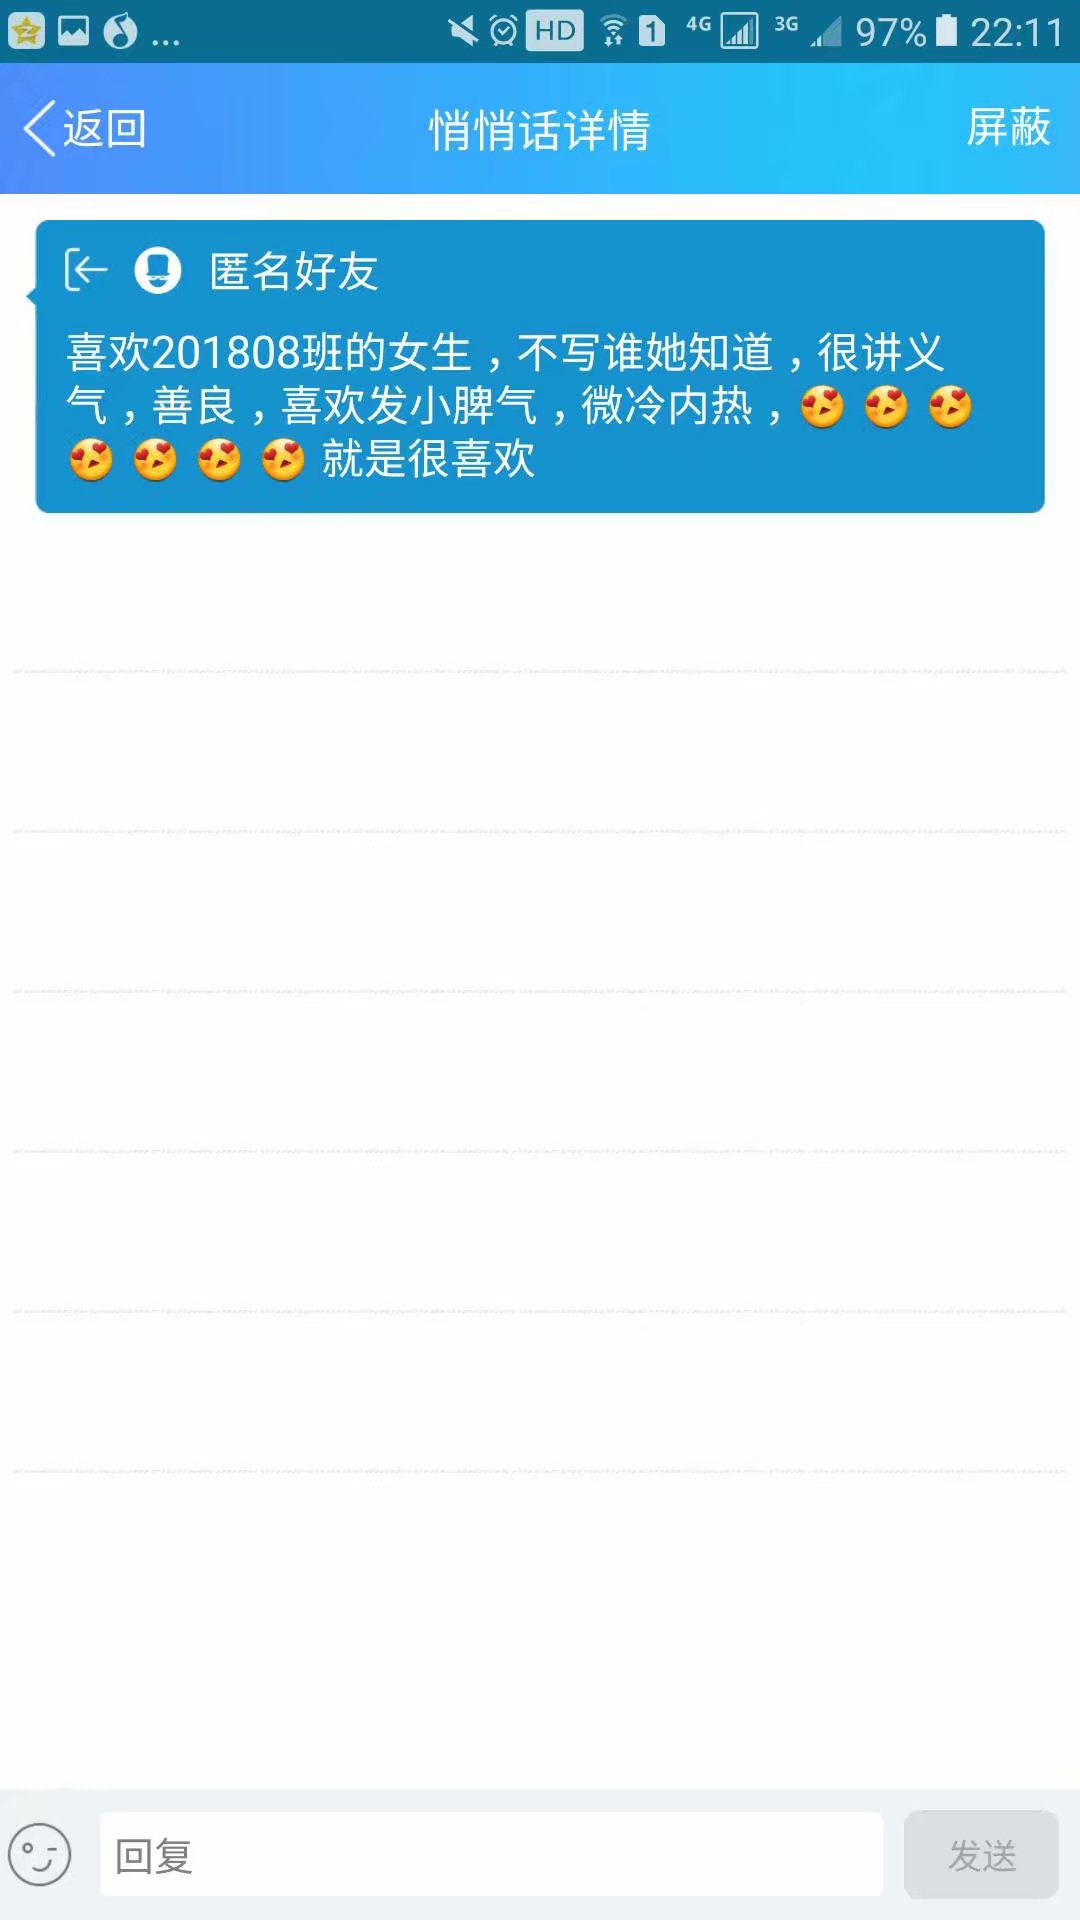 ... HD 1 4G 3G 97% 22:11
返回 悄悄话详情 屏蔽
匿名好友
喜欢201808班的女生，不写谁她知道，很讲义
气，善良，喜欢发小脾气，微冷内热，😍 😍 😍
😍 😍 😍 😍 就是很喜欢
回复 发送